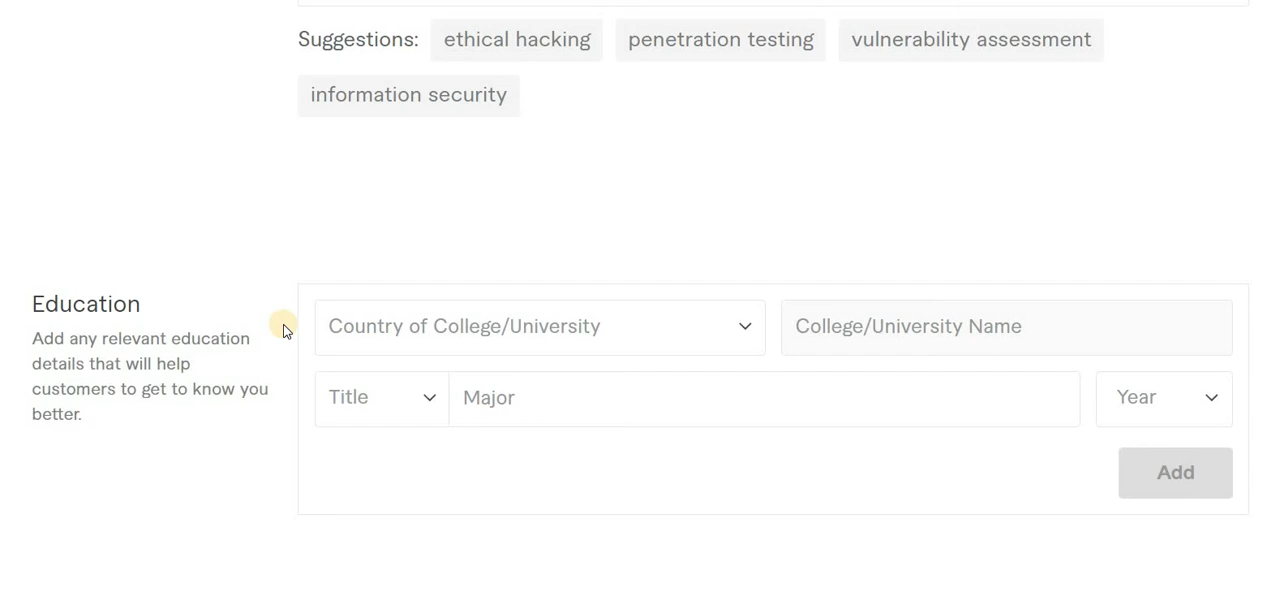 Suggestions: ethical hacking penetration testing vulnerability assessment
information security
Education
Add any relevant education
details that will help
customers to get to know you
better.
Country of College/University College/University Name
Title Major Year
Add